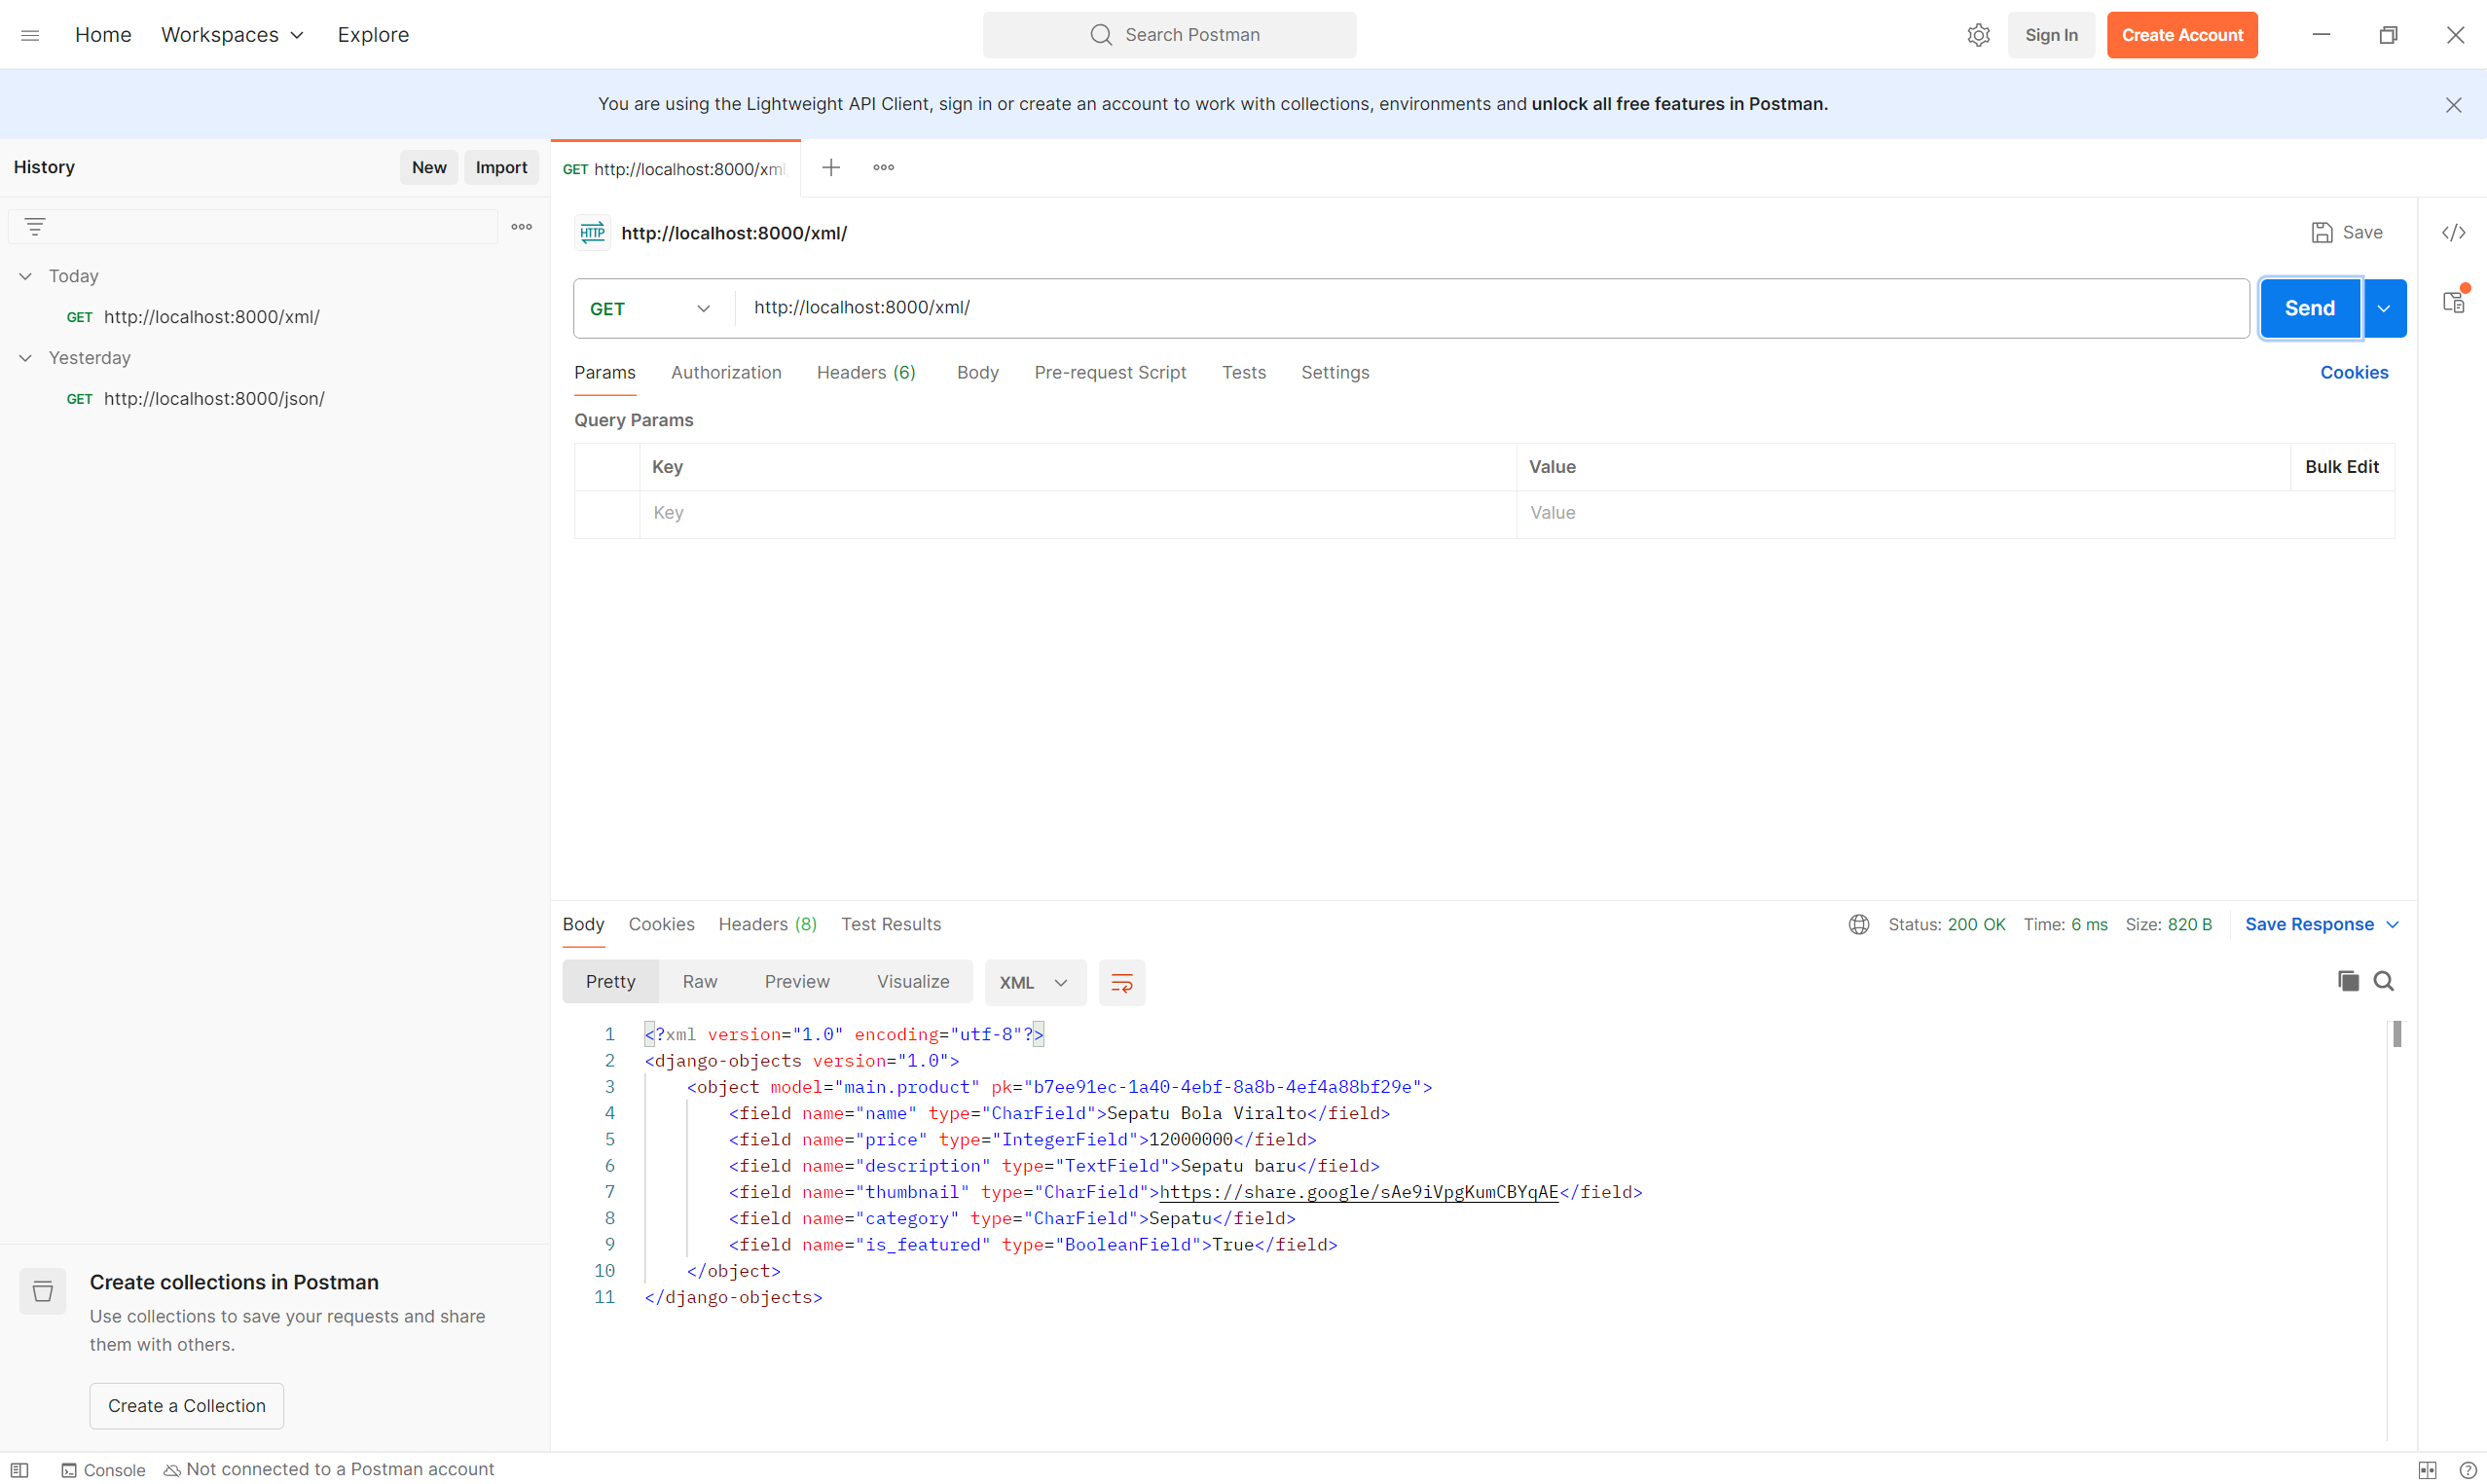 Home Workspaces Explore Search Postman Sign In Create Account
You are using the Lightweight API Client, sign in or create an account to work with collections, environments and unlock all free features in Postman.
History New Import
GET http://localhost:8000/xml
Today
GET http://localhost:8000/xml/
Yesterday
GET http://localhost:8000/json/
HTTP http://localhost:8000/xml/ Save
GET http://localhost:8000/xml/ Send
Params Authorization Headers (6) Body Pre-request Script Tests Settings Cookies
Query Params
Key Value Bulk Edit
Key Value
Body Cookies Headers (8) Test Results Status: 200 OK Time: 6 ms Size: 820 B Save Response
Pretty Raw Preview Visualize XML
1 <?xml version="1.0" encoding="utf-8"?>
2 <django-objects version="1.0">
3 <object model="main.product" pk="b7ee91ec-1a40-4ebf-8a8b-4ef4a88bf29e">
4 <field name="name" type="CharField">Sepatu Bola Viralto</field>
5 <field name="price" type="IntegerField">12000000</field>
6 <field name="description" type="TextField">Sepatu baru</field>
7 <field name="thumbnail" type="CharField">https://share.google/sAe9iVpgKumCBYqAE</field>
8 <field name="category" type="CharField">Sepatu</field>
9 <field name="is_featured" type="BooleanField">True</field>
10 </object>
11 </django-objects>
Create collections in Postman
Use collections to save your requests and share
them with others.
Create a Collection
Console Not connected to a Postman account